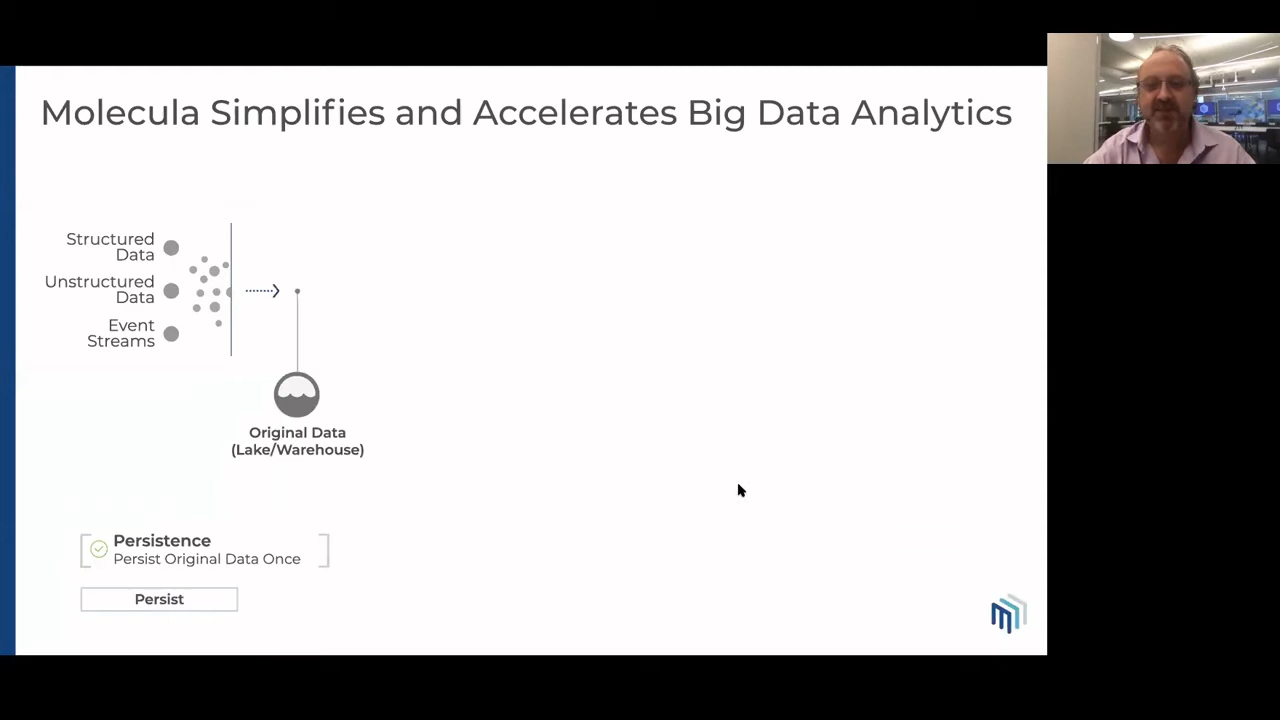 Molecula Simplifies and Accelerates Big Data Analytics
Structured
Data
Unstructured
Data
Event
Streams
Original Data
(Lake/Warehouse)
Persistence
Persist Original Data Once
Persist